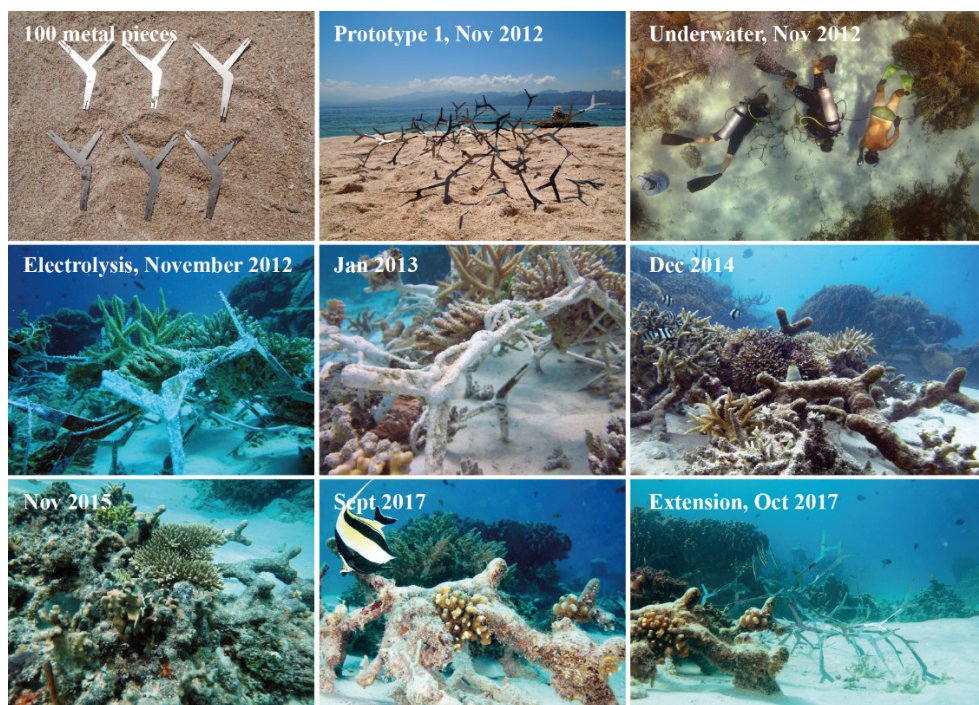 100 metal pieces
Prototype 1, Nov 2012
Underwater, Nov 2012
Electrolysis, November 2012
Jan 2013
Dec 2014
Nov 2015
Sept 2017
Extension, Oct 2017